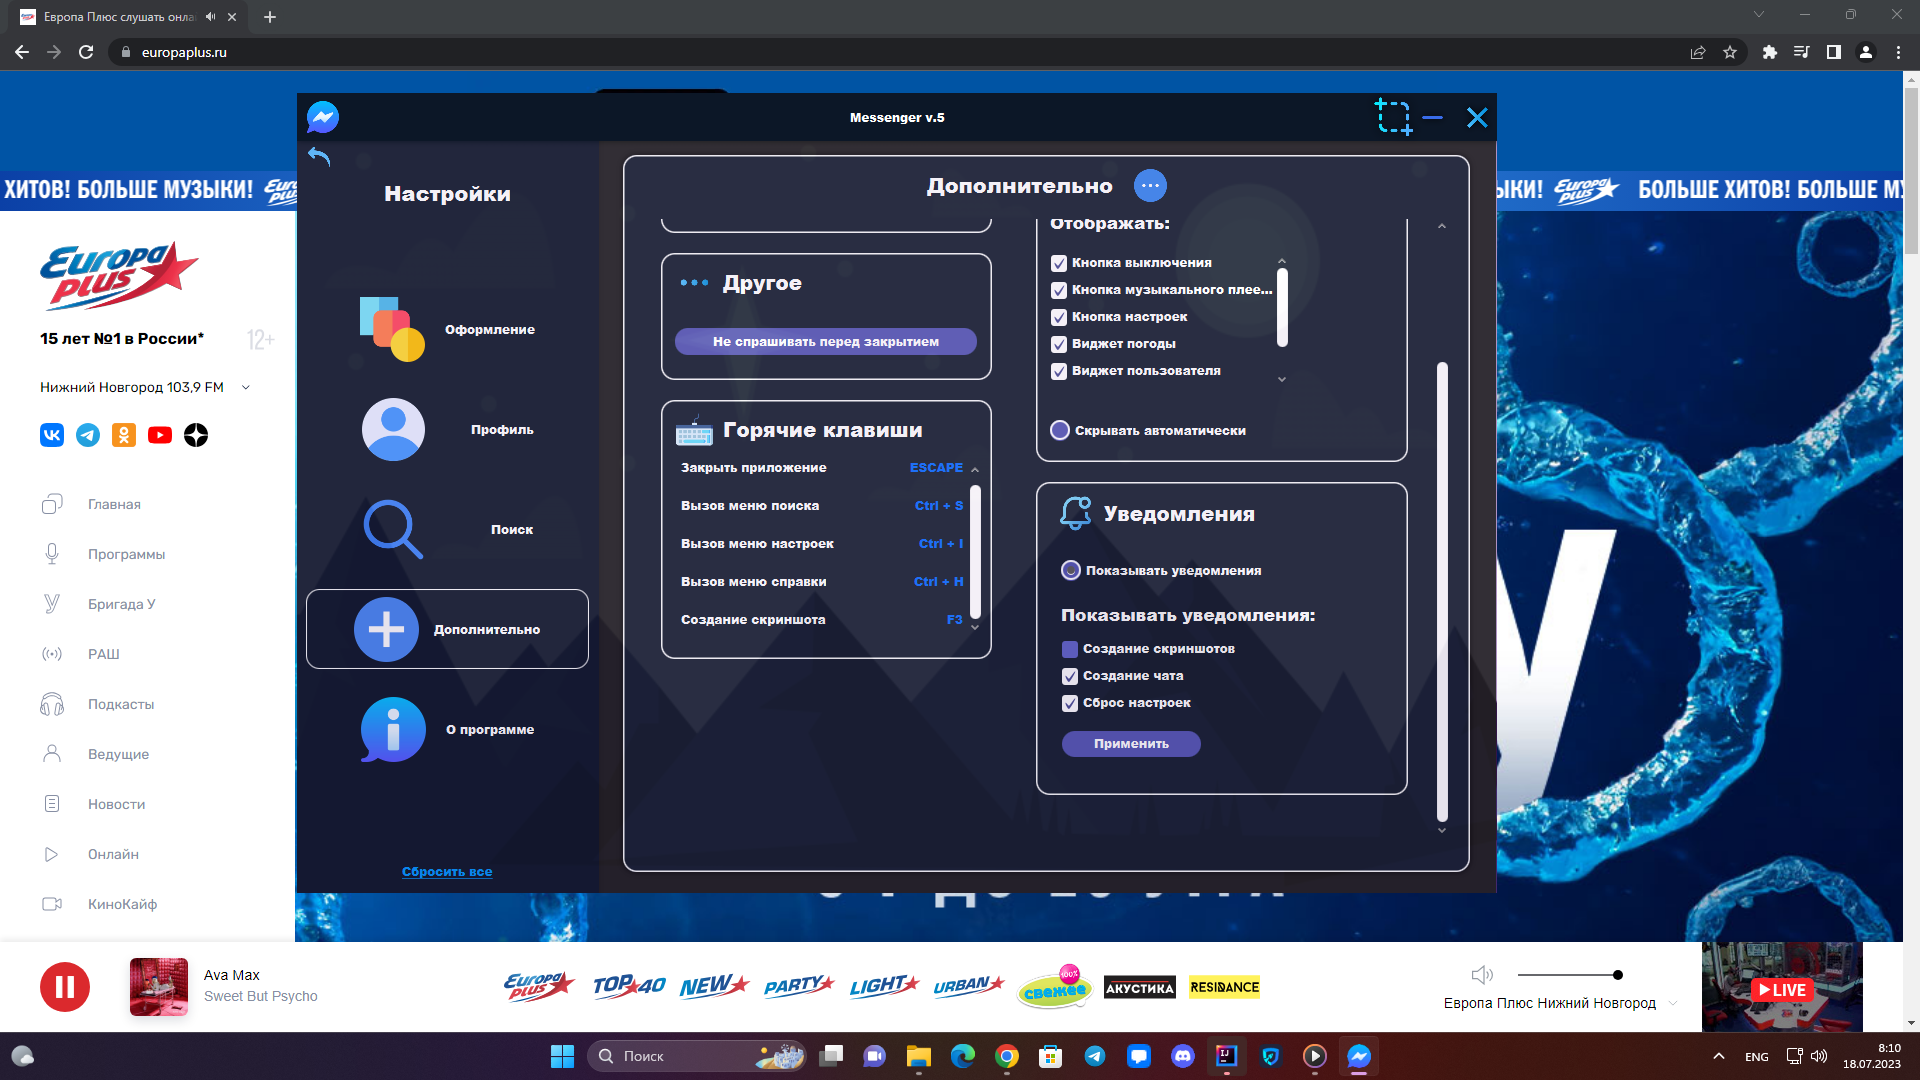 Европа Плюс слушать онла
europaplus.ru
Messenger v.5
ХИТОВ! БОЛЬШЕ МУЗЫКИ!
Europa Plus
БОЛЬШЕ ХИТОВ! БОЛЬШЕ
Europa Plus
15 лет №1 в России*
12+
Нижний Новгород 103,9 FM
Главная
Программы
Бригада У
РАШ
Подкасты
Ведущие
Новости
Онлайн
КиноКайф
Настройки
Оформление
Профиль
Поиск
Дополнительно
О программе
Сбросить все
Дополнительно
Другое
Не спрашивать перед закрытием
Горячие клавиши
Закрыть приложение ESCAPE
Вызов меню поиска Ctrl + S
Вызов меню настроек Ctrl + I
Вызов меню справки Ctrl + H
Создание скриншота F3
Отображать:
Кнопка выключения
Кнопка музыкального плее...
Кнопка настроек
Виджет погоды
Виджет пользователя
Скрывать автоматически
Уведомления
Показывать уведомления
Показывать уведомления:
Создание скриншотов
Создание чата
Сброс настроек
Применить
Ava Max
Sweet But Psycho
Europa Plus
TOP 40
NEW
PARTY
LIGHT
URBAN
100% СВЕЖЕЕ
АКУСТИКА
RESIDANCE
Европа Плюс Нижний Новгород
LIVE
Поиск
ENG
8:10
18.07.2023